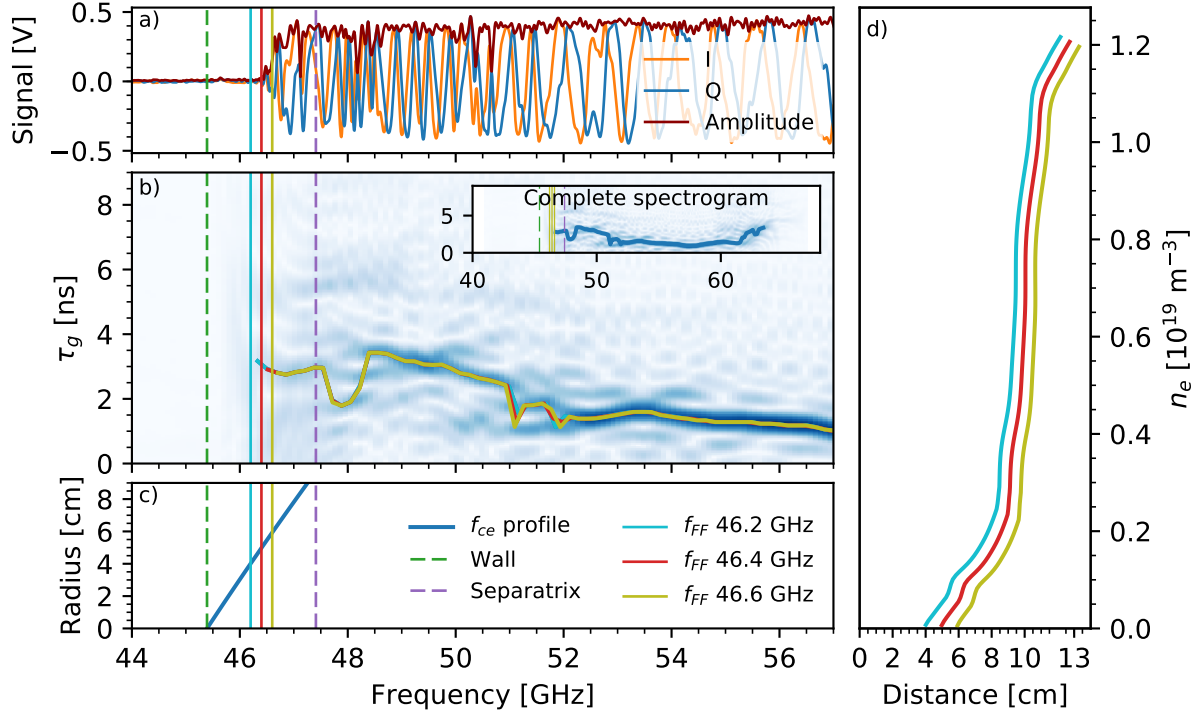 a)
Signal [V]
0.5
0.0
−0.5
I
Q
Amplitude
b)
τg [ns]
8
6
4
2
0
Complete spectrogram
5
0
40 50 60
c)
Radius [cm]
8
6
4
2
0
fce profile
Wall
Separatrix
fFF 46.2 GHz
fFF 46.4 GHz
fFF 46.6 GHz
44 46 48 50 52 54 56
Frequency [GHz]
d)
1.2
1.0
0.8
0.6
0.4
0.2
0.0
ne [10¹⁹ m⁻³]
0 2 4 6 8 10 13
Distance [cm]